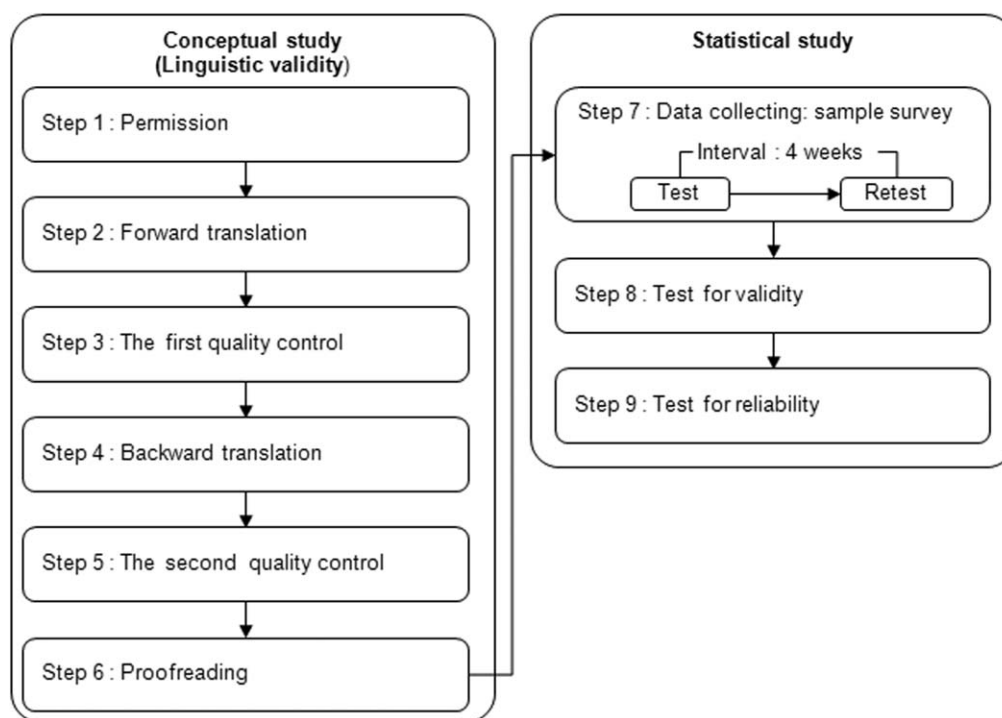 Conceptual study
(Linguistic validity)
Step 1 : Permission
Step 2 : Forward translation
Step 3 : The first quality control
Step 4 : Backward translation
Step 5 : The second quality control
Step 6 : Proofreading
Statistical study
Step 7 : Data collecting: sample survey
Interval : 4 weeks
Test
Retest
Step 8 : Test for validity
Step 9 : Test for reliability